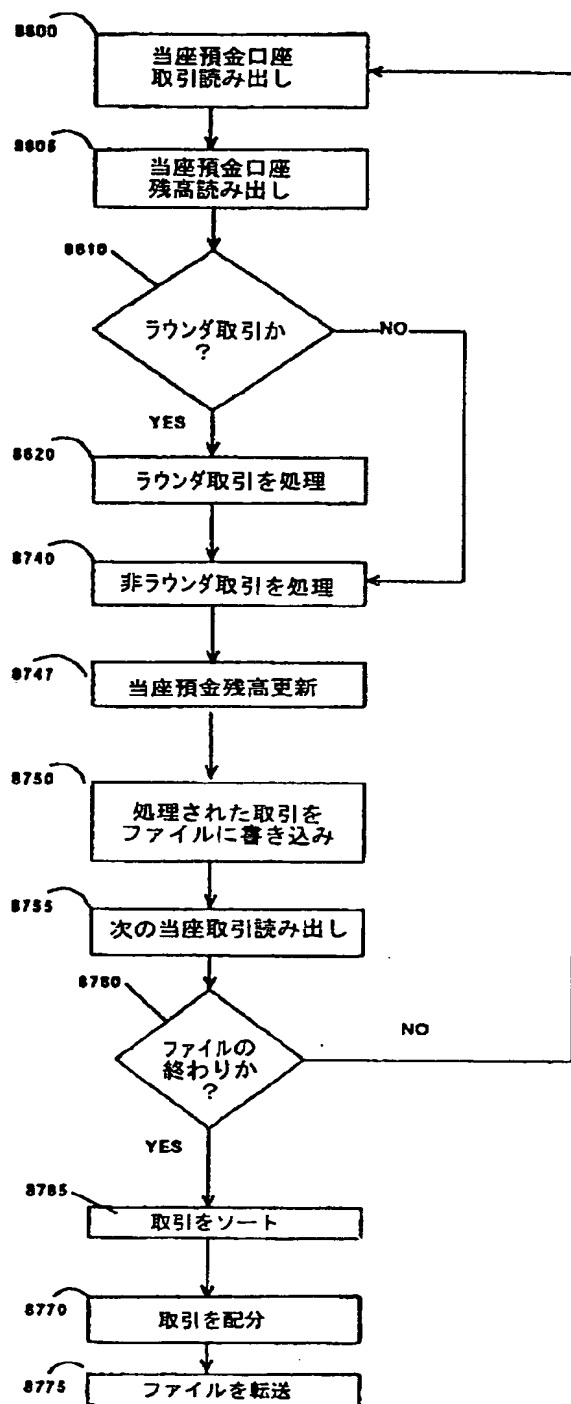 8600
当座預金口座
取引読み出し
8605
当座預金口座
残高読み出し
8610
ラウンダ取引か
?
NO
YES
8620
ラウンダ取引を処理
8740
非ラウンダ取引を処理
8747
当座預金残高更新
8750
処理された取引を
ファイルに書き込み
8755
次の当座取引読み出し
8760
ファイルの
終わりか
?
NO
YES
8765
取引をソート
8770
取引を配分
8775
ファイルを転送